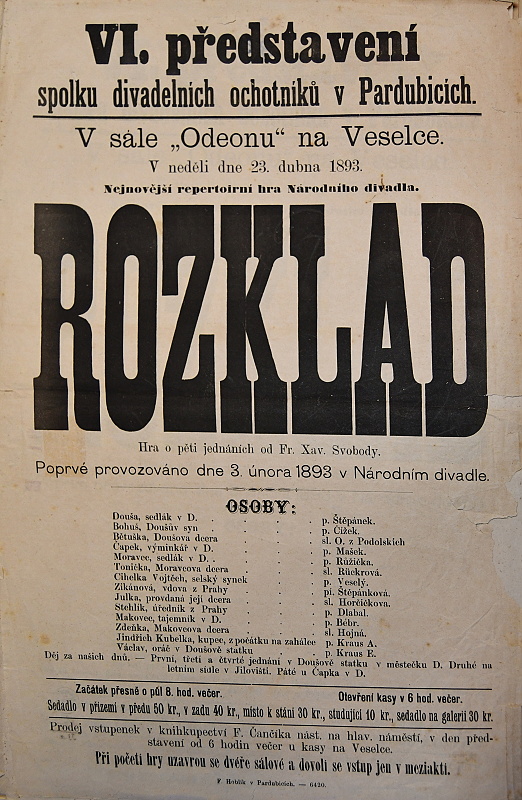 VI. představení
spolku divadelních ochotníků v Pardubicích.
V sále „Odeonu“ na Veselce.
V neděli dne 23. dubna 1893.
Nejnovější repertoirní hra Národního divadla.
ROZKLAD
Hra o pěti jednáních od Fr. Xav. Svobody.
Poprvé provozováno dne 3. února 1893 v Národním divadle.
OSOBY:
Douša, sedlák v D. . . . . p. Štěpánek.
Bohuš, Doušův syn . . . . p. Čížek.
Bětuška, Doušova dcera . . . sl. O. z Podolských
Čapek, výminkář v D. . . . . p. Mašek.
Moravec, sedlák v D. . . . . p. Růžička.
Tonička, Moravcova dcera . . . sl. Rückrová.
Cihelka Vojtěch, selský synek . . . p. Veselý.
Zikánová, vdova z Prahy . . . pí. Štěpánková.
Julka, provdaná její dcera . . . sl. Horčičkova.
Stehlík, úředník z Prahy . . . p. Dlabal.
Makovec, tajemník v D. . . . p. Bébr.
Zdeňka, Makovcova dcera . . . sl. Hojná.
Jindřich Kubelka, kupec, z počátku na zahálce p. Kraus A.
Václav, oráč v Doušově statku . . . p. Kraus E.
Děj za našich dnů. — První, třetí a čtvrté jednání v Doušově statku v městečku D. Druhé na
letním sídle v Jilovišti. Páté u Čapka v D.
Začátek přesně o půl 8. hod. večer. Otevření kasy v 6 hod. večer.
Sedadlo v přízemí v předu 50 kr., v zadu 40 kr., místo k stání 30 kr., studující 10 kr., sedadlo na galerii 30 kr.
Prodej vstupenek v knihkupectví F. Čančíka nást. na hlav. náměstí, v den před-
stavení od 6 hodin večer u kasy na Veselce.
Při početí hry uzavrou se dvéře sálové a dovolí se vstup jen v meziaktí.
F. Hoblík v Pardubicích. — 6420.